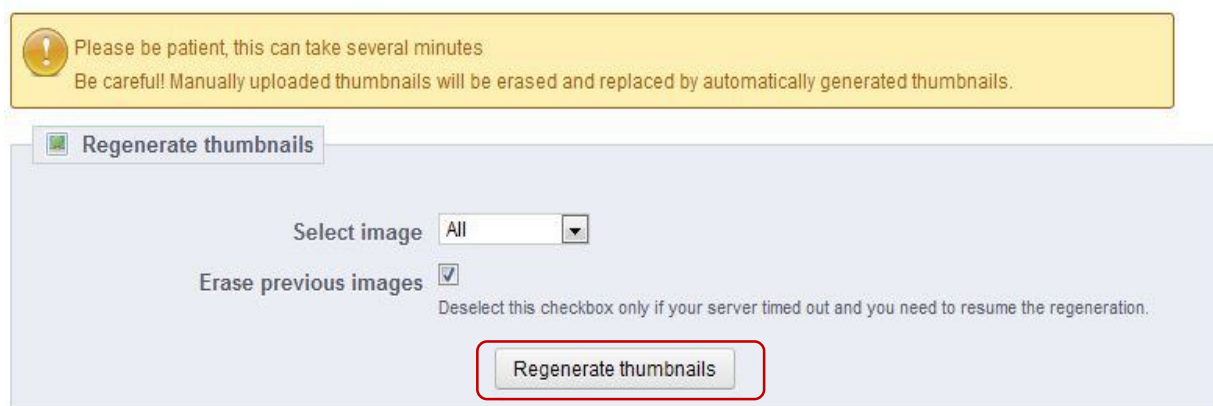 Please be patient, this can take several minutes
Be careful! Manually uploaded thumbnails will be erased and replaced by automatically generated thumbnails.
Regenerate thumbnails
Select image All
Erase previous images
Deselect this checkbox only if your server timed out and you need to resume the regeneration.
Regenerate thumbnails